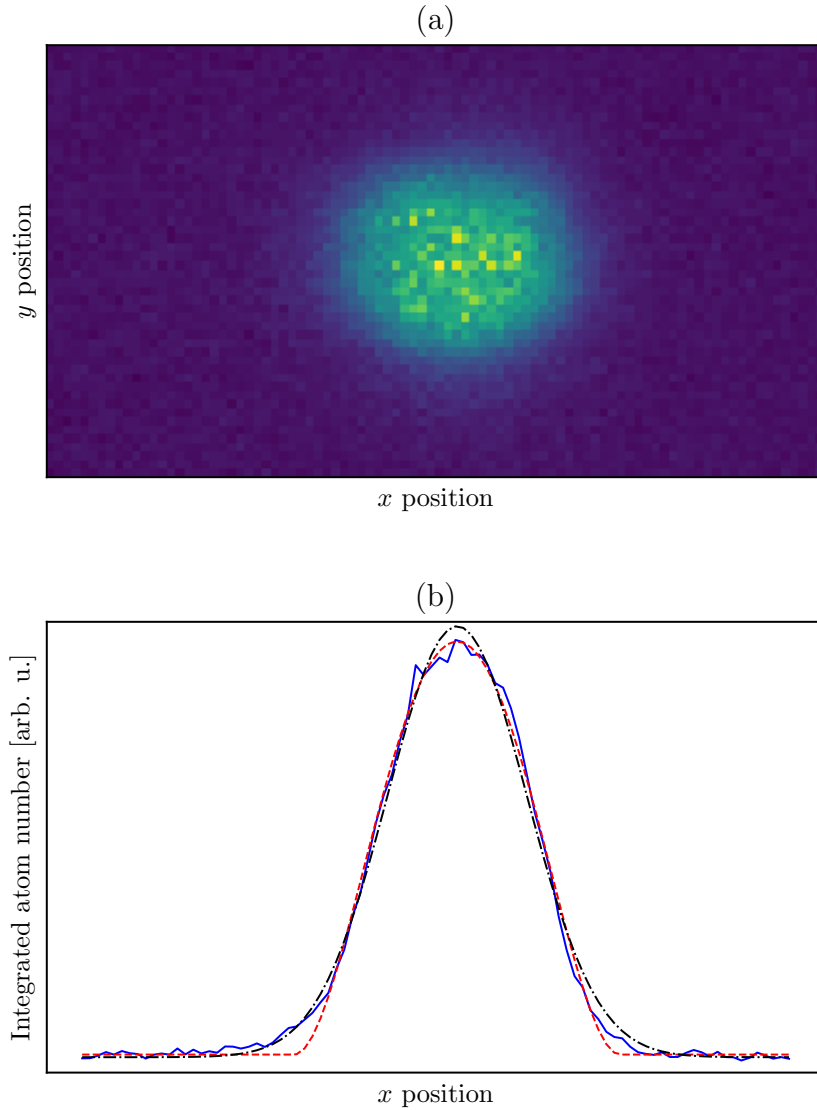 (a)
y position
x position
(b)
Integrated atom number [arb. u.]
x position